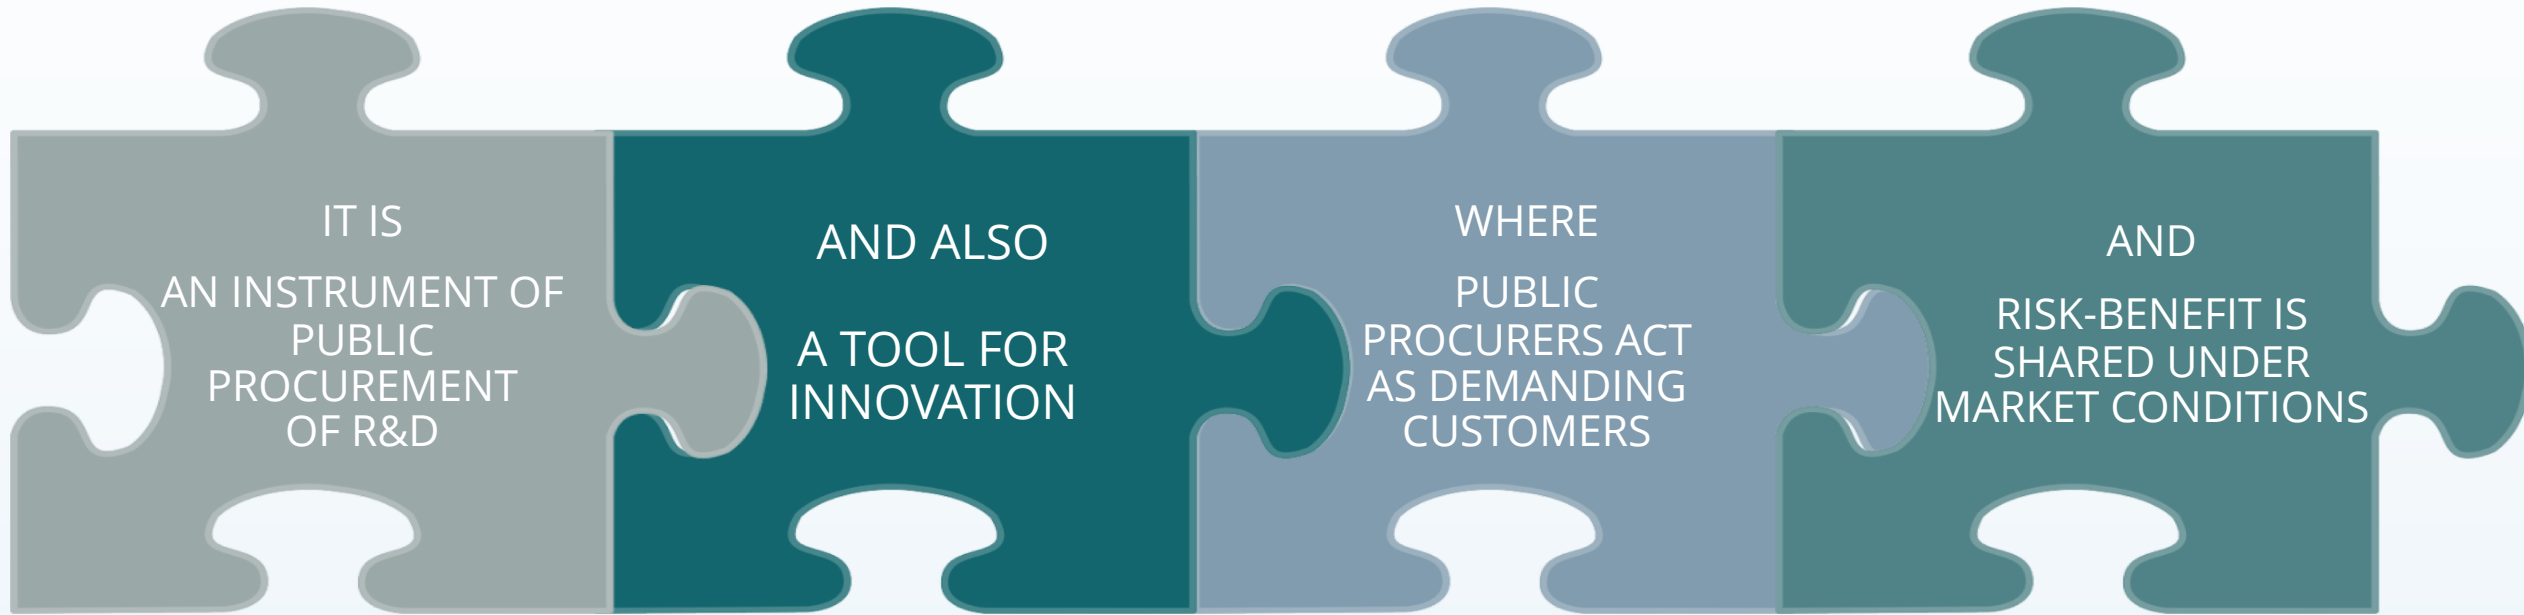 IT IS
AN INSTRUMENT OF
PUBLIC
PROCUREMENT
OF R&D
AND ALSO
A TOOL FOR
INNOVATION
WHERE
PUBLIC
PROCURERS ACT
AS DEMANDING
CUSTOMERS
AND
RISK-BENEFIT IS
SHARED UNDER
MARKET CONDITIONS